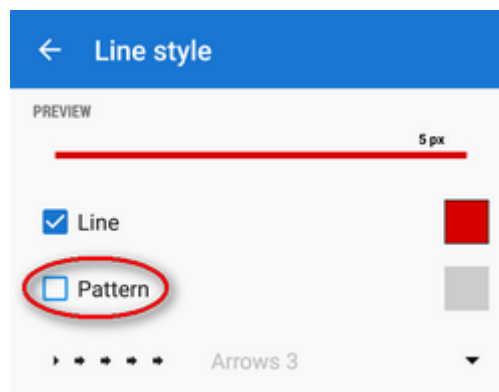 Line style
PREVIEW
5 px
Line
Pattern
Arrows 3